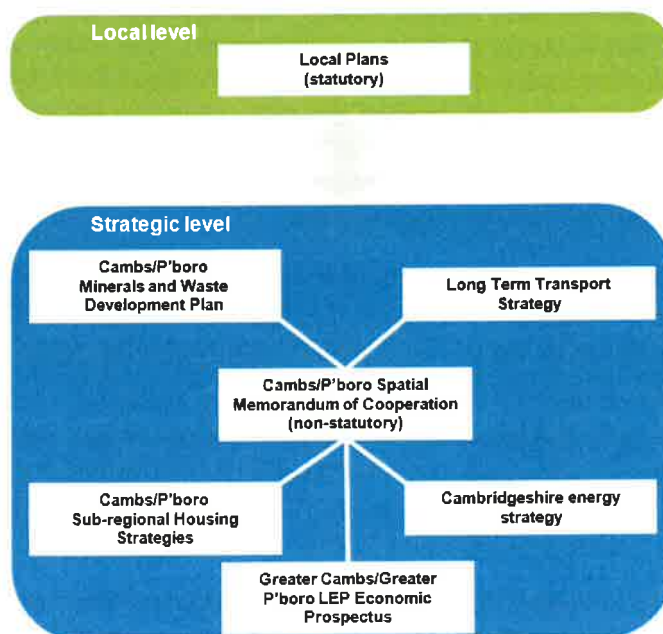 Local level
Local Plans
(statutory)
Strategic level
Cambs/P'boro
Minerals and Waste
Development Plan
Long Term Transport
Strategy
Cambs/P'boro Spatial
Memorandum of Cooperation
(non-statutory)
Cambs/P'boro
Sub-regional Housing
Strategies
Cambridgeshire energy
strategy
Greater Cambs/Greater
P'boro LEP Economic
Prospectus